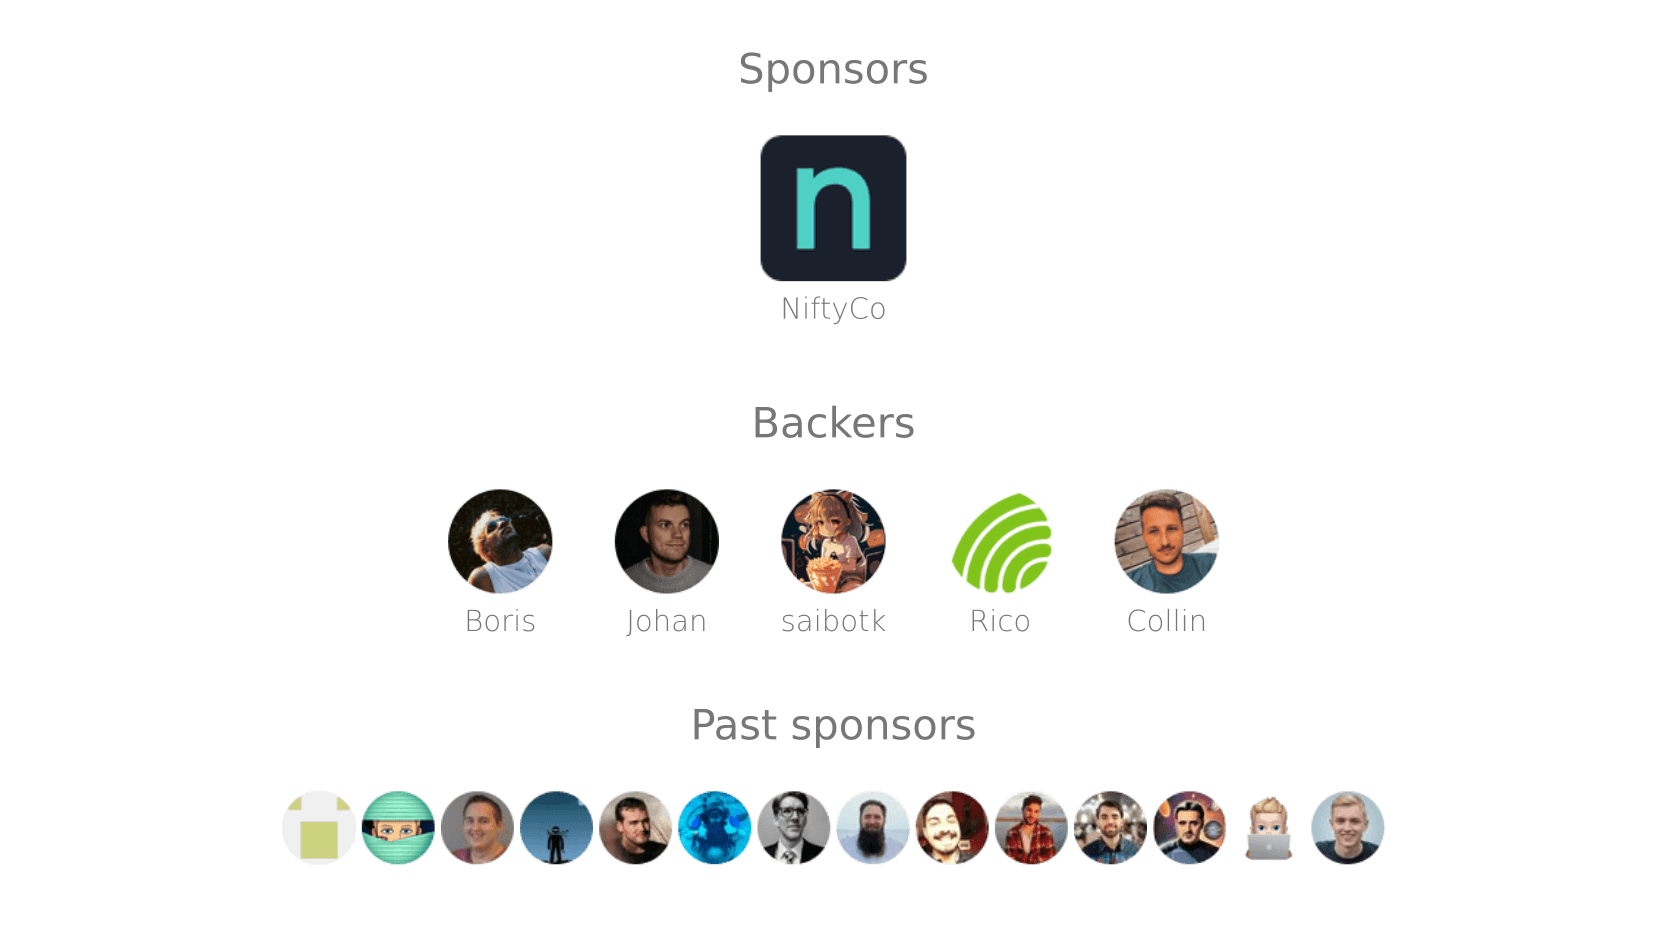 Sponsors
n
NiftyCo
Backers
Boris Johan saibotk Rico Collin
Past sponsors